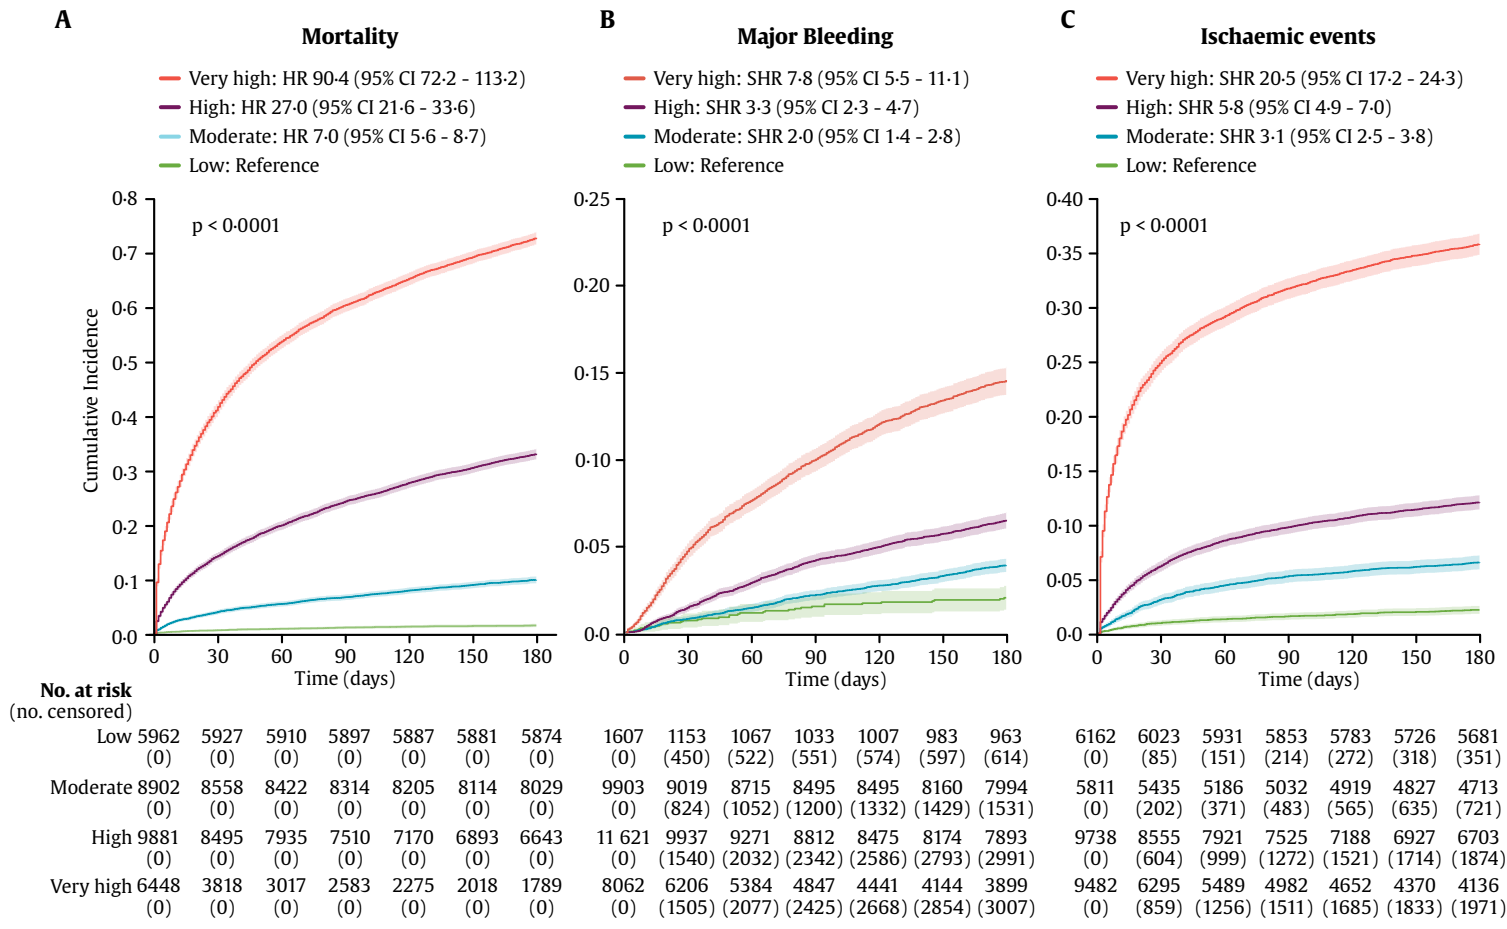 A
Mortality
Very high: HR 90·4 (95% CI 72·2 - 113·2)
High: HR 27·0 (95% CI 21·6 - 33·6)
Moderate: HR 7·0 (95% CI 5·6 - 8·7)
Low: Reference
p < 0·0001
Cumulative Incidence
0·8
0·7
0·6
0·5
0·4
0·3
0·2
0·1
0·0
0 30 60 90 120 150 180
Time (days)
B
Major Bleeding
Very high: SHR 7·8 (95% CI 5·5 - 11·1)
High: SHR 3·3 (95% CI 2·3 - 4·7)
Moderate: SHR 2·0 (95% CI 1·4 - 2·8)
Low: Reference
p < 0·0001
0·25
0·20
0·15
0·10
0·05
0·0
0 30 60 90 120 150 180
Time (days)
C
Ischaemic events
Very high: SHR 20·5 (95% CI 17·2 - 24·3)
High: SHR 5·8 (95% CI 4·9 - 7·0)
Moderate: SHR 3·1 (95% CI 2·5 - 3·8)
Low: Reference
p < 0·0001
0·40
0·35
0·30
0·25
0·20
0·15
0·10
0·05
0·0
0 30 60 90 120 150 180
Time (days)
No. at risk
(no. censored)
Low 5962 5927 5910 5897 5887 5881 5874 1607 1153 1067 1033 1007 983 963 6162 6023 5931 5853 5783 5726 5681
(0) (0) (0) (0) (0) (0) (0) (0) (450) (522) (551) (574) (597) (614) (0) (85) (151) (214) (272) (318) (351)
Moderate 8902 8558 8422 8314 8205 8114 8029 9903 9019 8715 8495 8495 8160 7994 5811 5435 5186 5032 4919 4827 4713
(0) (0) (0) (0) (0) (0) (0) (0) (824) (1052) (1200) (1332) (1429) (1531) (0) (202) (371) (483) (565) (635) (721)
High 9881 8495 7935 7510 7170 6893 6643 11 621 9937 9271 8812 8475 8174 7893 9738 8555 7921 7525 7188 6927 6703
(0) (0) (0) (0) (0) (0) (0) (0) (1540) (2032) (2342) (2586) (2793) (2991) (0) (604) (999) (1272) (1521) (1714) (1874)
Very high 6448 3818 3017 2583 2275 2018 1789 8062 6206 5384 4847 4441 4144 3899 9482 6295 5489 4982 4652 4370 4136
(0) (0) (0) (0) (0) (0) (0) (0) (1505) (2077) (2425) (2668) (2854) (3007) (0) (859) (1256) (1511) (1685) (1833) (1971)